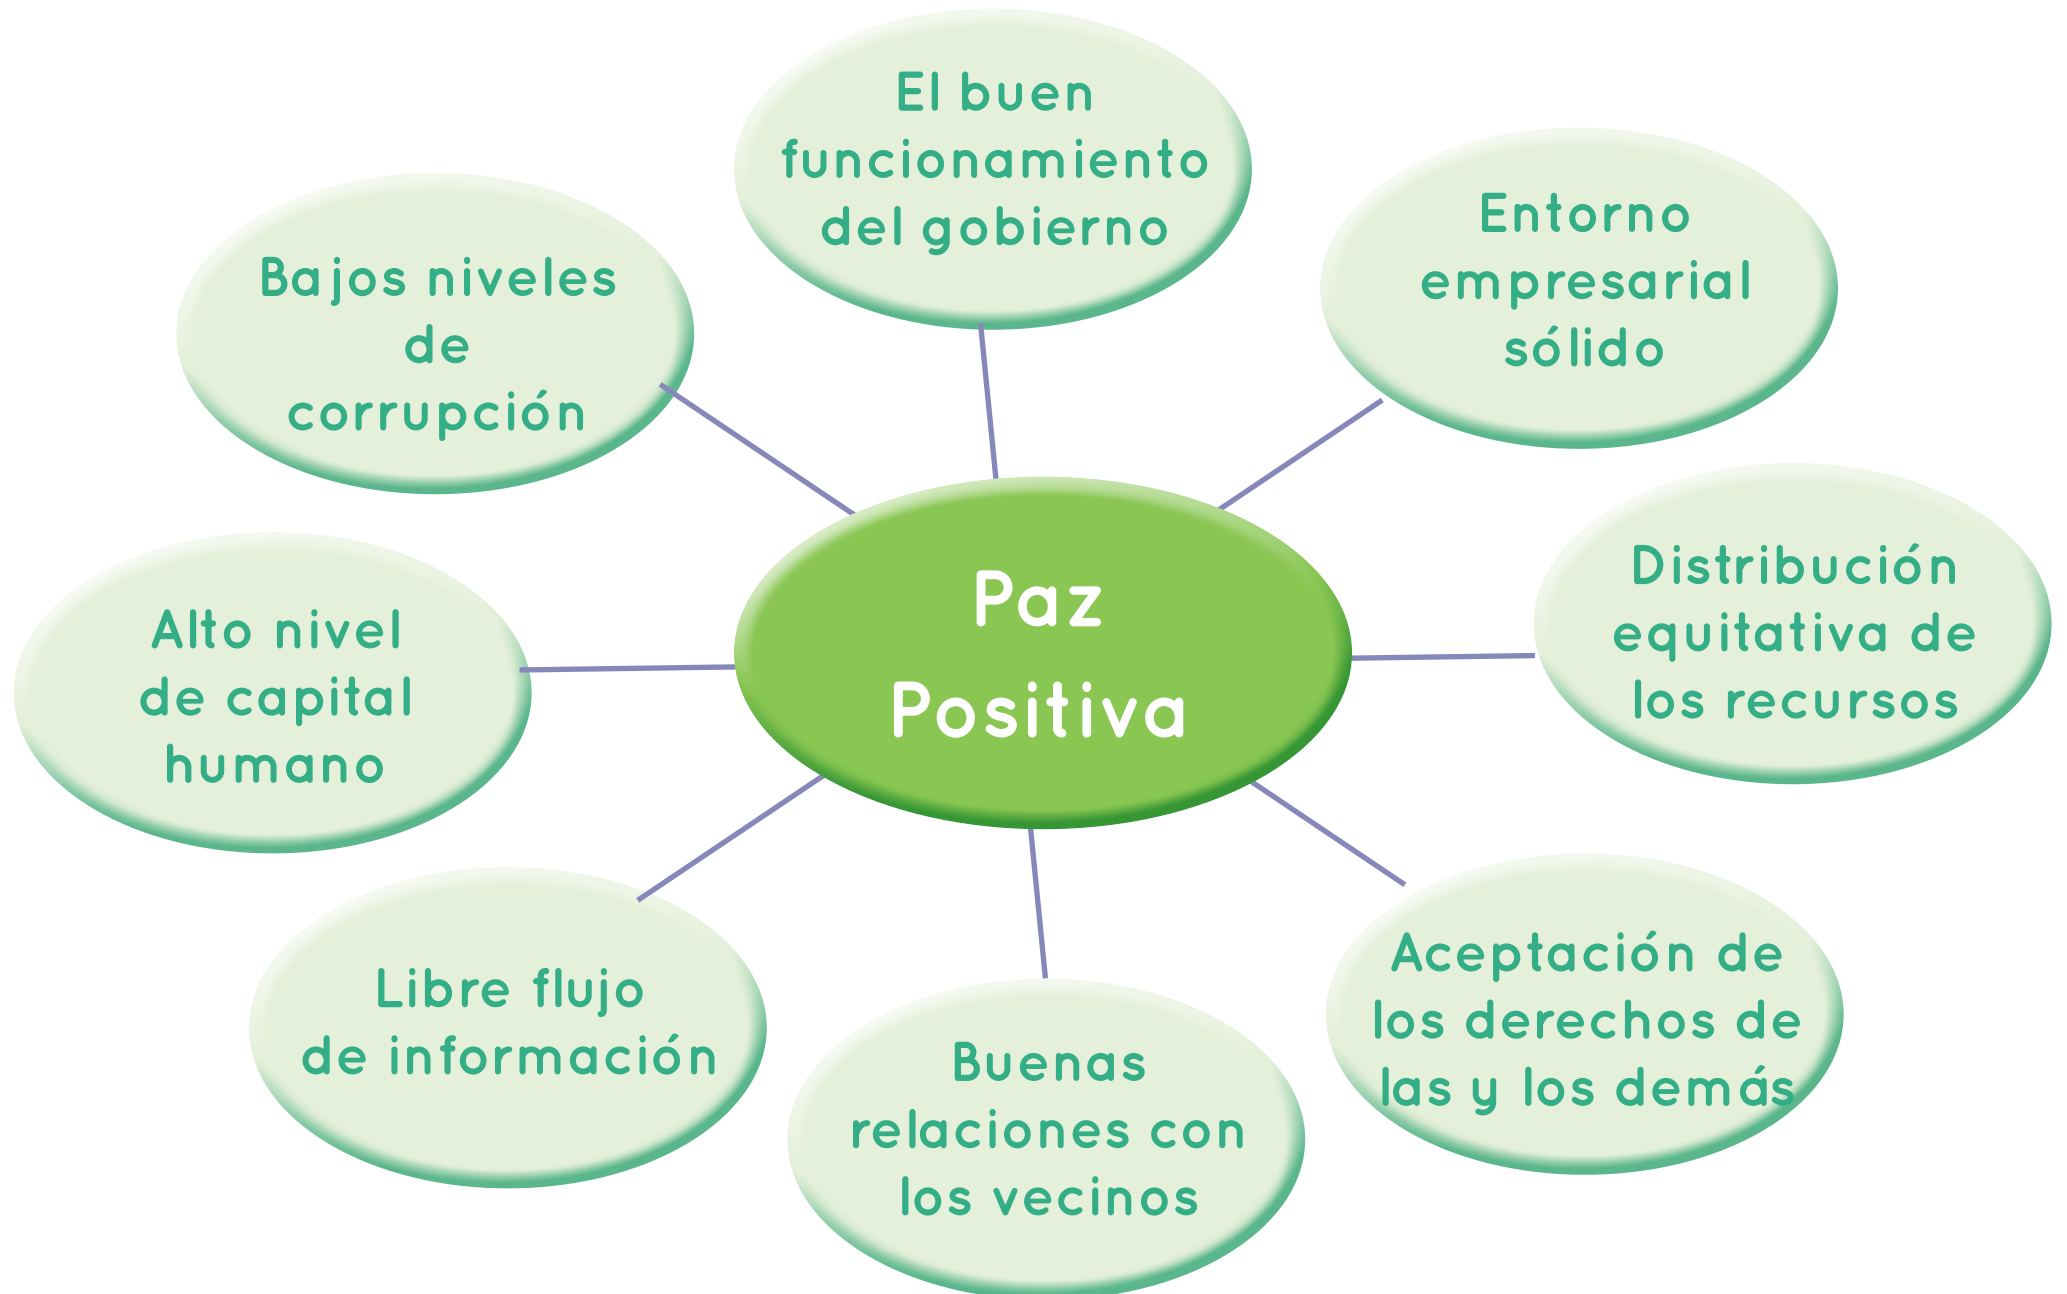 El buen
funcionamiento
del gobierno
Entorno
empresarial
sólido
Bajos niveles
de
corrupción
Distribución
equitativa de
los recursos
Paz
Positiva
Alto nivel
de capital
humano
Aceptación de
los derechos de
las y los demás
Libre flujo
de información
Buenas
relaciones con
los vecinos